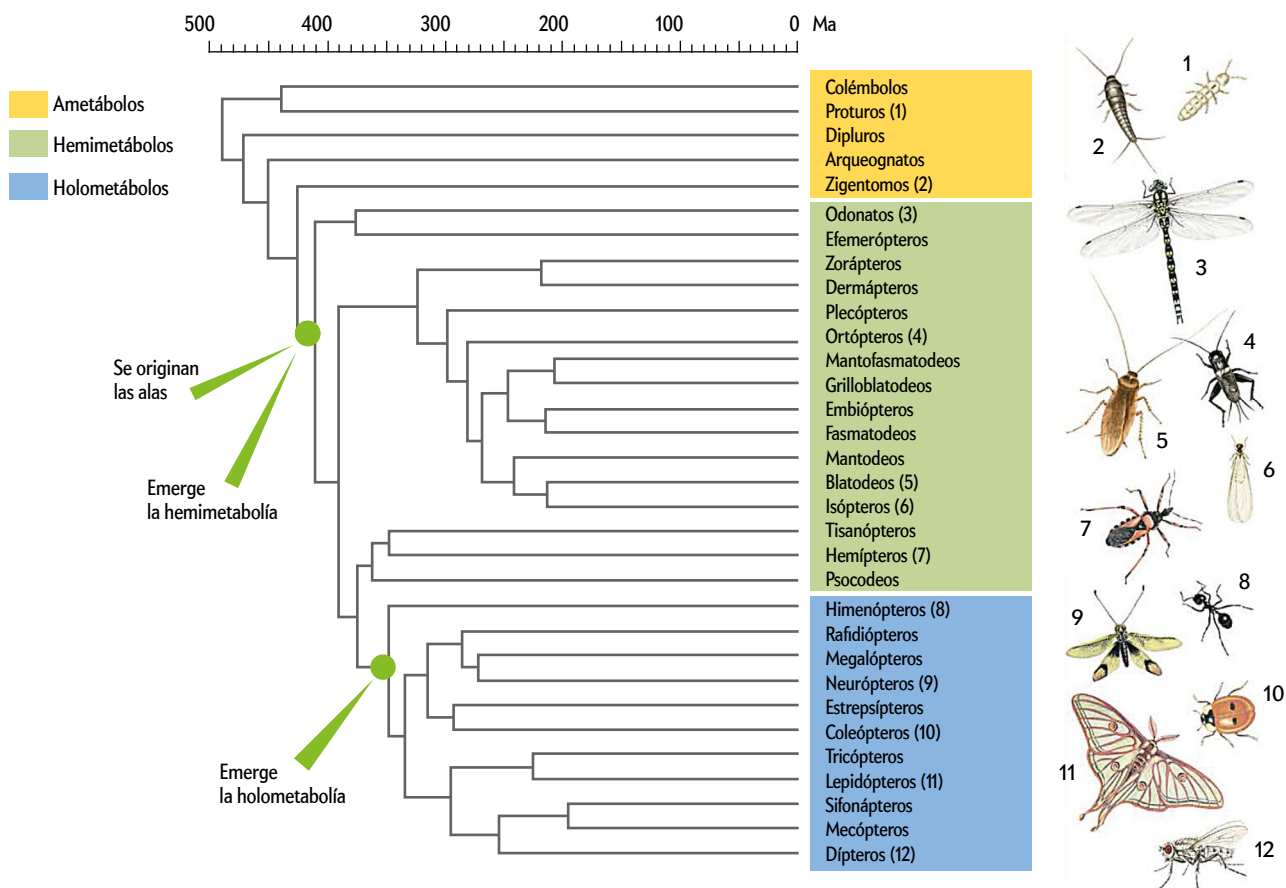 500 400 300 200 100 0 Ma
Ametábolos
Hemimetábolos
Holometábolos
Colémbolos
Proturos (1)
Dipluros
Arqueognatos
Zigentomos (2)
Odonatos (3)
Efemerópteros
Zorápteros
Dermápteros
Plecópteros
Ortópteros (4)
Mantofasmatodeos
Grilloblatodeos
Embiópteros
Fasmatodeos
Mantodeos
Blatodeos (5)
Isópteros (6)
Tisanópteros
Hemípteros (7)
Psocodeos
Himenópteros (8)
Rafidiópteros
Megalópteros
Neurópteros (9)
Estrepsípteros
Coleópteros (10)
Tricópteros
Lepidópteros (11)
Sifonápteros
Mecópteros
Dípteros (12)
Se originan
las alas
Emerge
la hemimetabolía
Emerge
la holometabolía
1
2
3
4
5
6
7
8
9
10
11
12